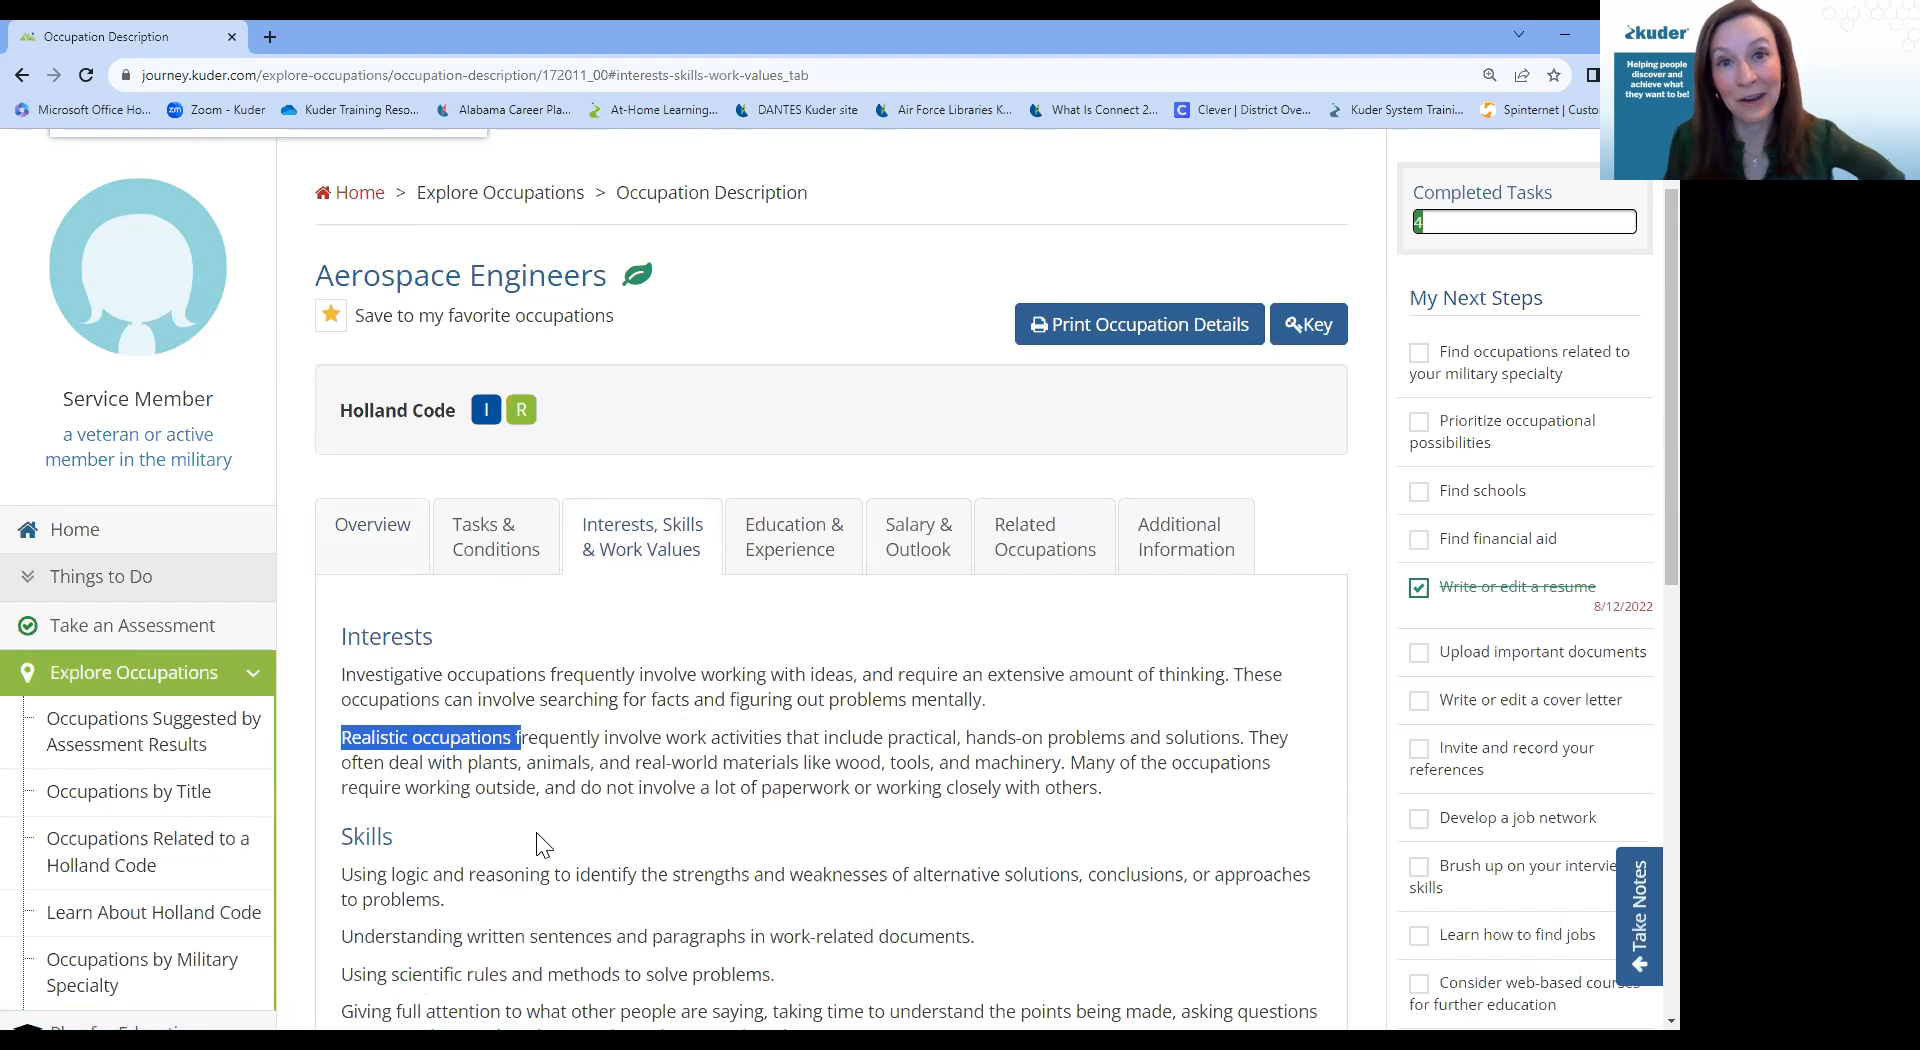 Occupation Description
journey.kuder.com/explore-occupations/occupation-description/172011_00#interests-skills-work-values_tab
Microsoft Office Ho...
Zoom - Kuder
Kuder Training Reso...
Alabama Career Pla...
At-Home Learning...
DANTES Kuder site
Air Force Libraries K...
What Is Connect 2...
Clever | District Ove...
Kuder System Traini...
Spinternet | Custo
kuder
Helping people
discover and
achieve what
they want to be!
Service Member
a veteran or active
member in the military
Home
Things to Do
Take an Assessment
Explore Occupations
Occupations Suggested by
Assessment Results
Occupations by Title
Occupations Related to a
Holland Code
Learn About Holland Code
Occupations by Military
Specialty
Home > Explore Occupations > Occupation Description
Aerospace Engineers
Save to my favorite occupations
Print Occupation Details
Key
Holland Code I R
Overview
Tasks &
Conditions
Interests, Skills
& Work Values
Education &
Experience
Salary &
Outlook
Related
Occupations
Additional
Information
Interests
Investigative occupations frequently involve working with ideas, and require an extensive amount of thinking. These
occupations can involve searching for facts and figuring out problems mentally.
Realistic occupations frequently involve work activities that include practical, hands-on problems and solutions. They
often deal with plants, animals, and real-world materials like wood, tools, and machinery. Many of the occupations
require working outside, and do not involve a lot of paperwork or working closely with others.
Skills
Using logic and reasoning to identify the strengths and weaknesses of alternative solutions, conclusions, or approaches
to problems.
Understanding written sentences and paragraphs in work-related documents.
Using scientific rules and methods to solve problems.
Giving full attention to what other people are saying, taking time to understand the points being made, asking questions
Completed Tasks
4
My Next Steps
Find occupations related to
your military specialty
Prioritize occupational
possibilities
Find schools
Find financial aid
Write or edit a resume
8/12/2022
Upload important documents
Write or edit a cover letter
Invite and record your
references
Develop a job network
Brush up on your intervie
skills
Learn how to find jobs
Consider web-based cour
for further education
Take Notes